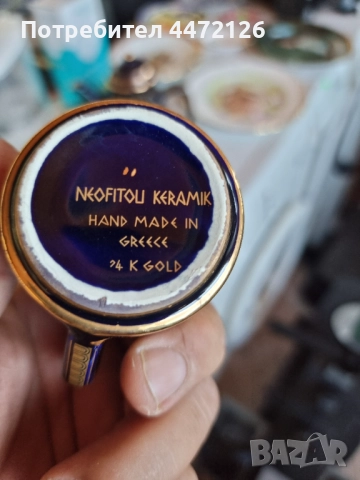 Потребител 4472126
NEOFITOU KERAMIK
HAND MADE IN
GREECE
24 K GOLD
BAZAR